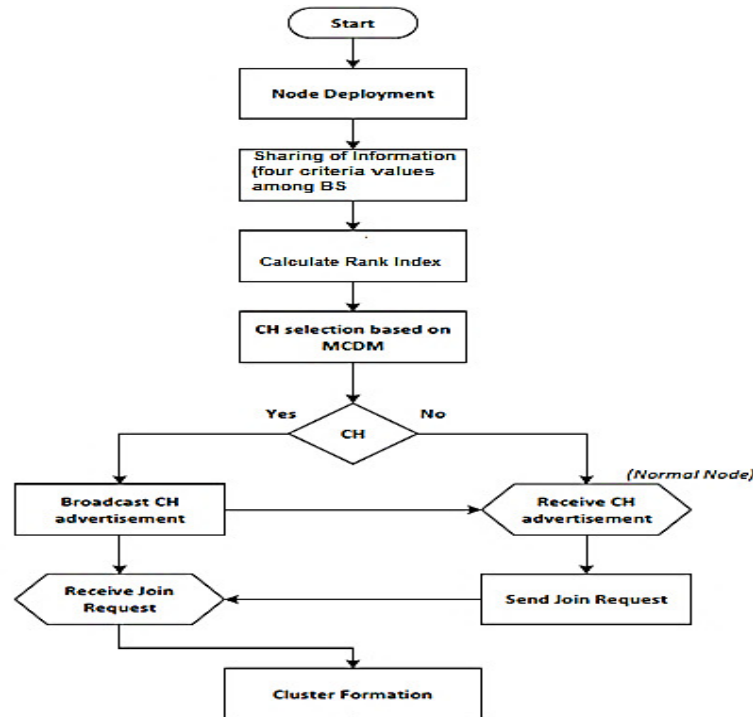 Start
Node Deployment
Sharing of Information
(four criteria values
among BS
Calculate Rank Index
CH selection based on
MCDM
Yes
No
CH
(Normal Node)
Broadcast CH
advertisement
Receive CH
advertisement
Receive Join
Request
Send Join Request
Cluster Formation